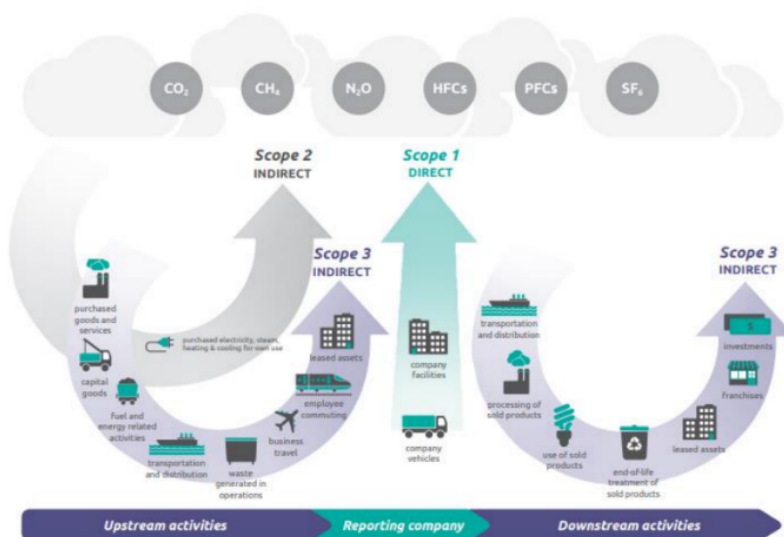 CO₂ CH₄ N₂O HFCs PFCs SF₆
Scope 2
INDIRECT
Scope 1
DIRECT
Scope 3
INDIRECT
Scope 3
INDIRECT
purchased
goods and
services
capital
goods
fuel and
energy related
activities
transportation
and distribution
waste
generated in
operations
business
travel
employee
commuting
leased assets
purchased electricity, steam,
heating & cooling for own use
company
facilities
company
vehicles
transportation
and distribution
processing of
sold products
use of sold
products
end-of-life
treatment of
sold products
leased assets
franchises
investments
$
Upstream activities
Reporting company
Downstream activities